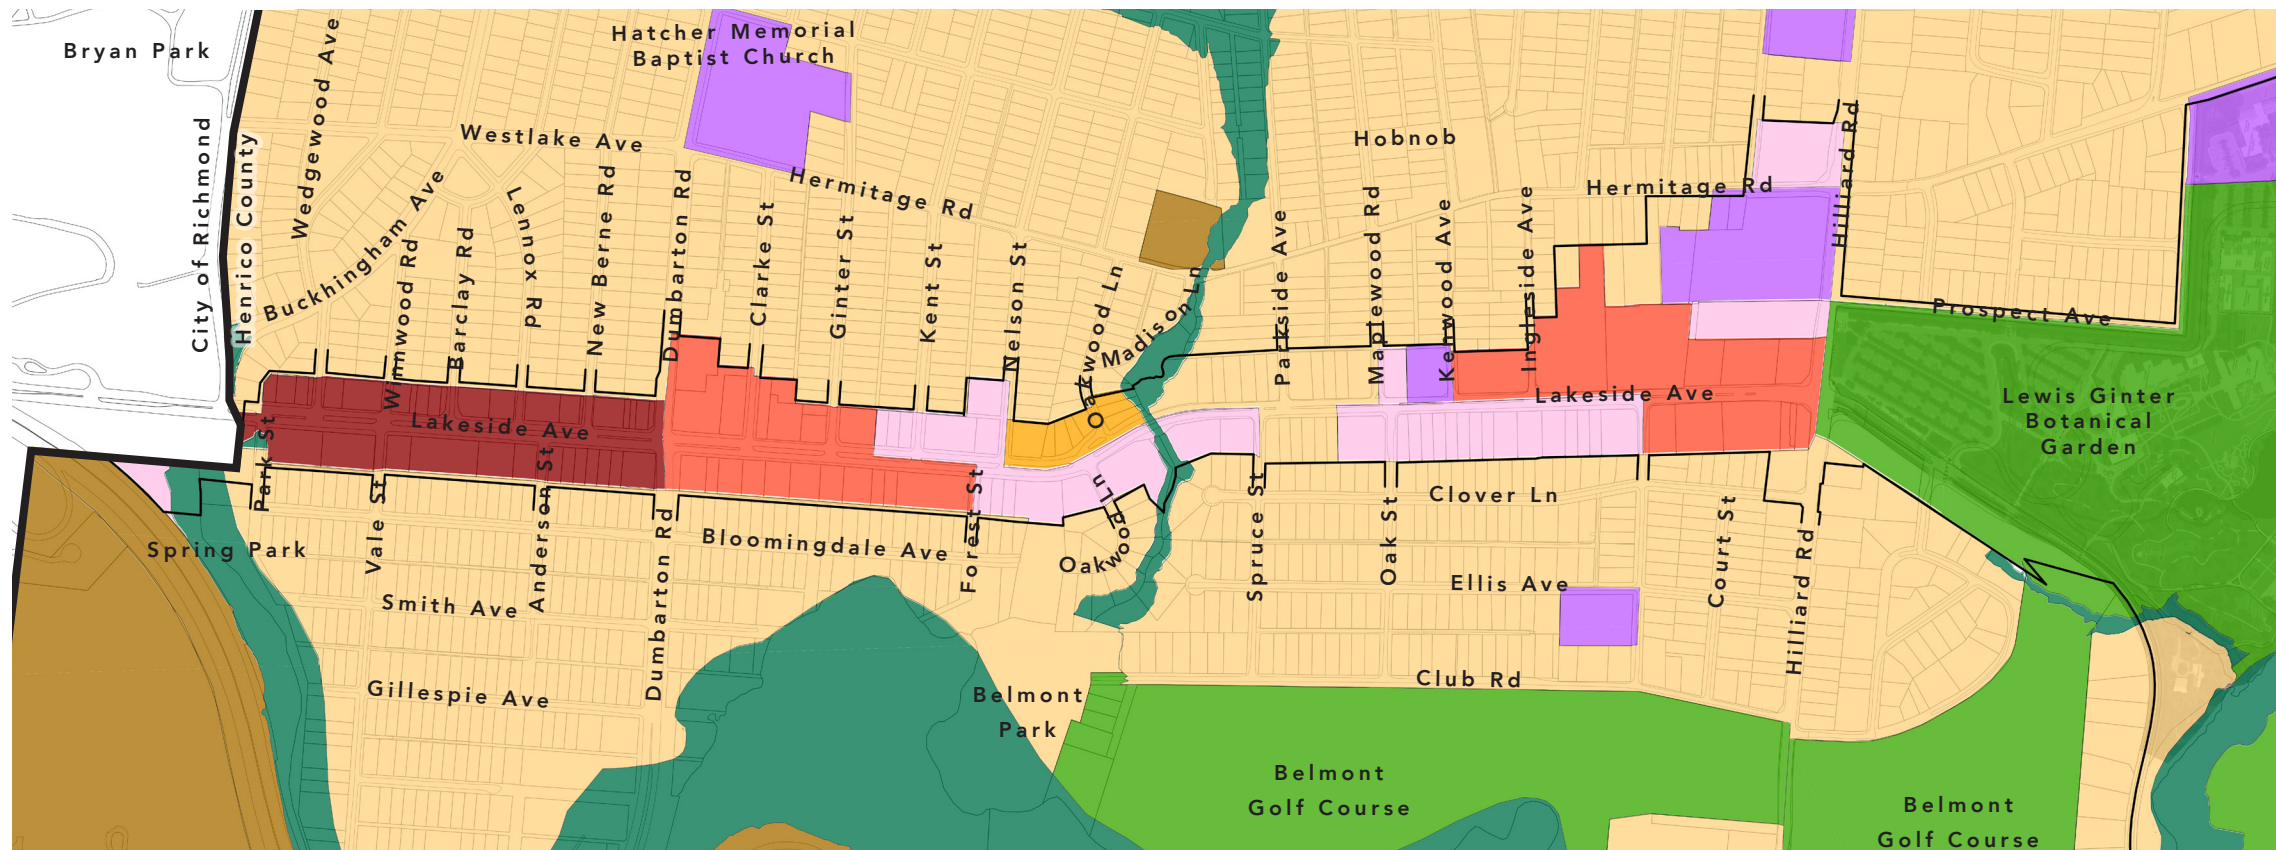 Bryan Park
City of Richmond
Henrico County
Wedgewood Ave
Hatcher Memorial
Baptist Church
Westlake Ave
Buckhingham Ave
Hermitage Rd
Hobnob
Hermitage Rd
Hilliard Rd
Winwood Rd
Barclay Rd
Lennox Rd
New Berne Rd
Dumbarton Rd
Clarke St
Ginter St
Kent St
Nelson St
Oakwood Ln
Madison Ln
Parkside Ave
Maplewood Rd
Kenwood Ave
Ingleside Ave
Prospect Ave
Lakeside Ave
Lakeside Ave
Lewis Ginter
Botanical
Garden
Park St
Vale St
Anderson St
Dumbarton Rd
Forest St
Oakwood Ln
Spruce St
Oak St
Clover Ln
Court St
Hilliard Rd
Spring Park
Bloomingdale Ave
Smith Ave
Ellis Ave
Gillespie Ave
Belmont
Park
Club Rd
Belmont
Golf Course
Belmont
Golf Course